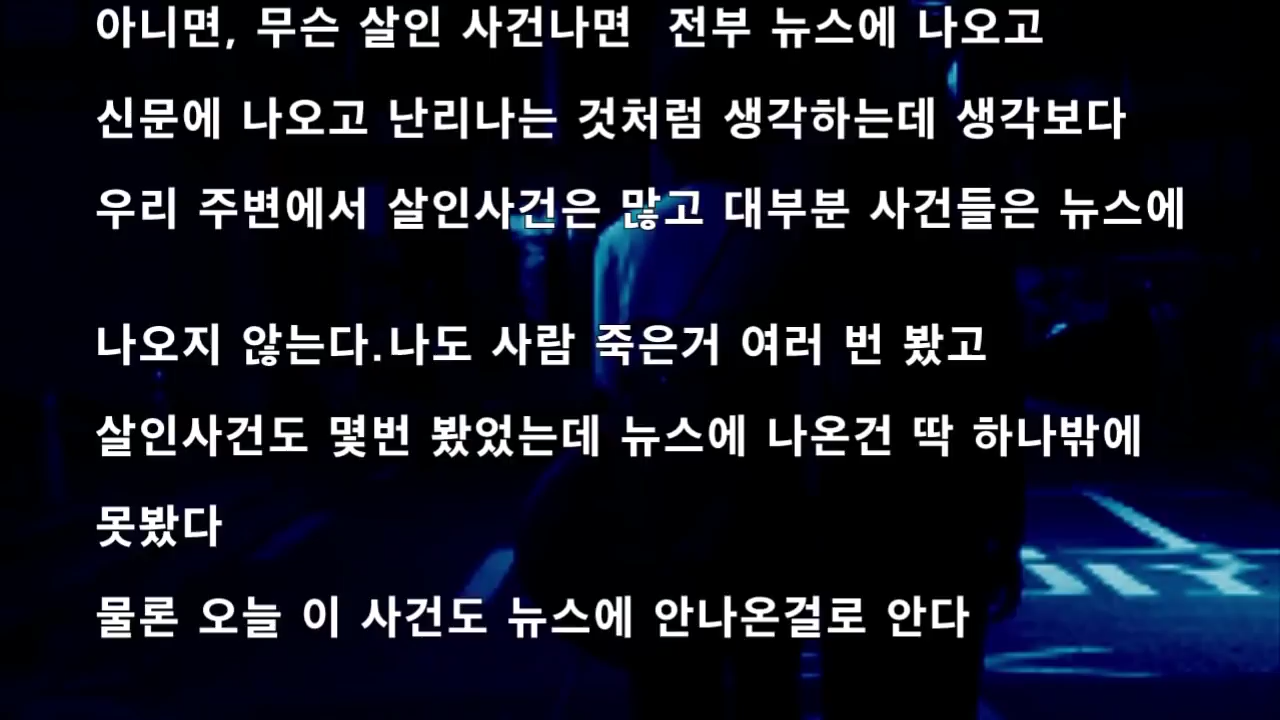 아니면, 무슨 살인 사건나면 전부 뉴스에 나오고
신문에 나오고 난리나는 것처럼 생각하는데 생각보다
우리 주변에서 살인사건은 많고 대부분 사건들은 뉴스에
나오지 않는다.나도 사람 죽은거 여러 번 봤고
살인사건도 몇번 봤었는데 뉴스에 나온건 딱 하나밖에
못봤다
물론 오늘 이 사건도 뉴스에 안나온걸로 안다